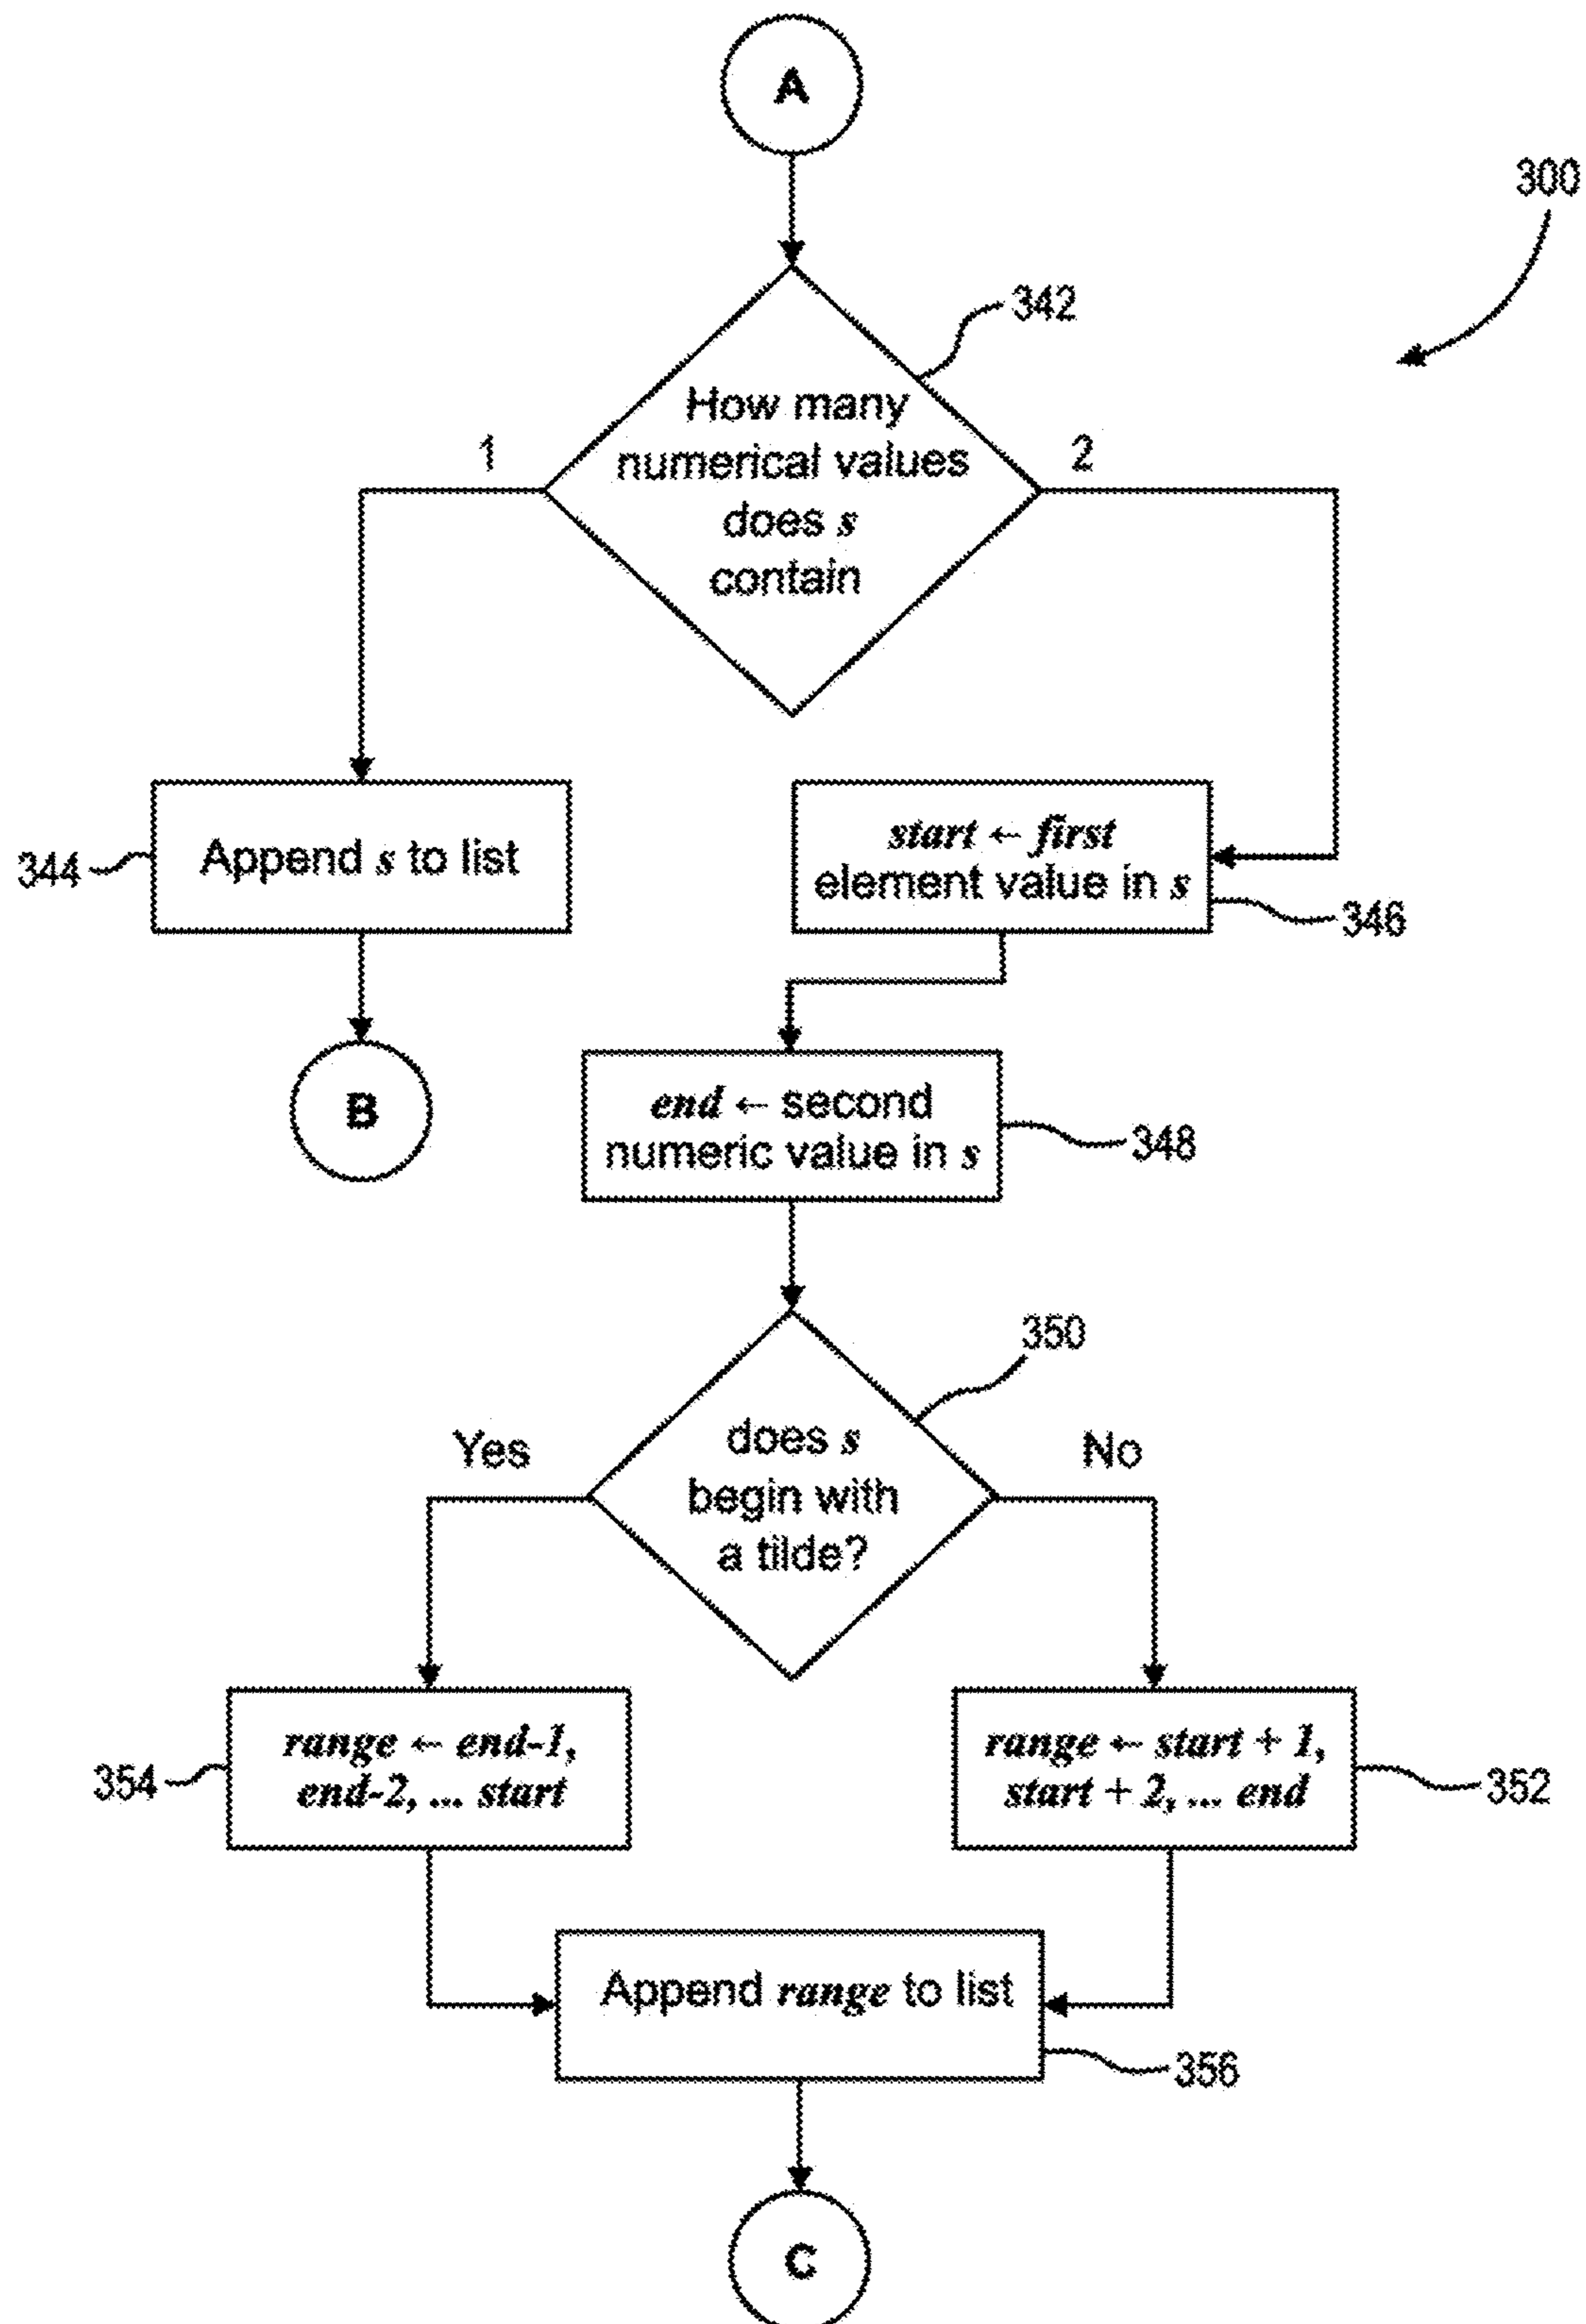 A
300
342
How many
numerical values
does s
contain
1
2
344
Append s to list
start ← first
element value in s
346
B
end ← second
numeric value in s
348
350
does s
begin with
a tilde?
Yes
No
354
range ← end-1,
end-2, ... start
range ← start + 1,
start + 2, ... end
352
Append range to list
356
C